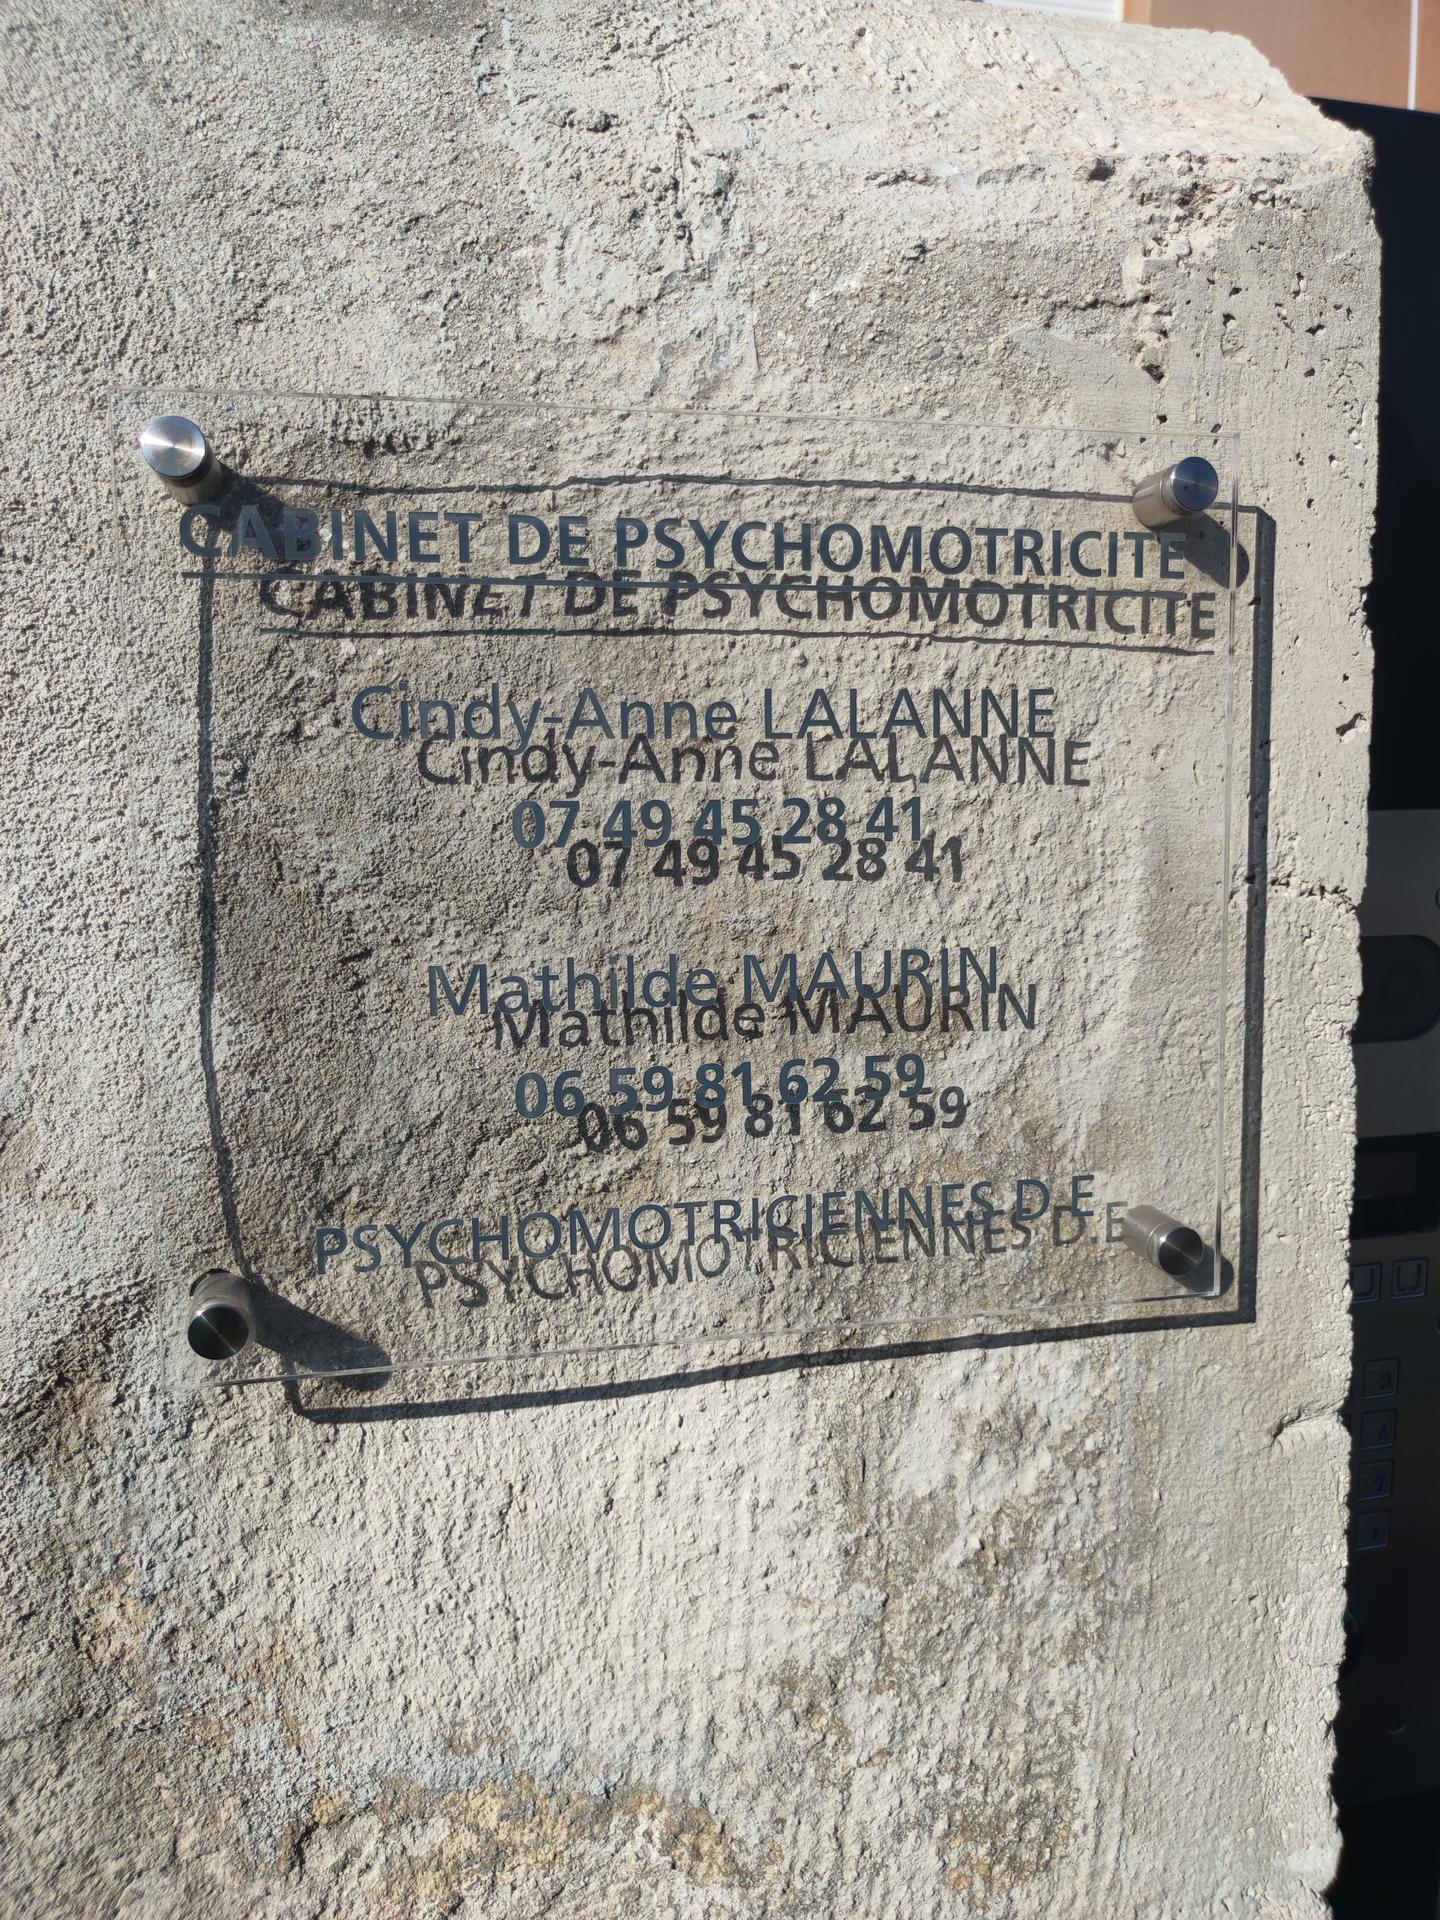 CABINET DE PSYCHOMOTRICITE
Cindy-Anne LALANNE
07 49 45 28 41
Mathilde MAURIN
06 59 81 62 59
PSYCHOMOTRICIENNES D.E